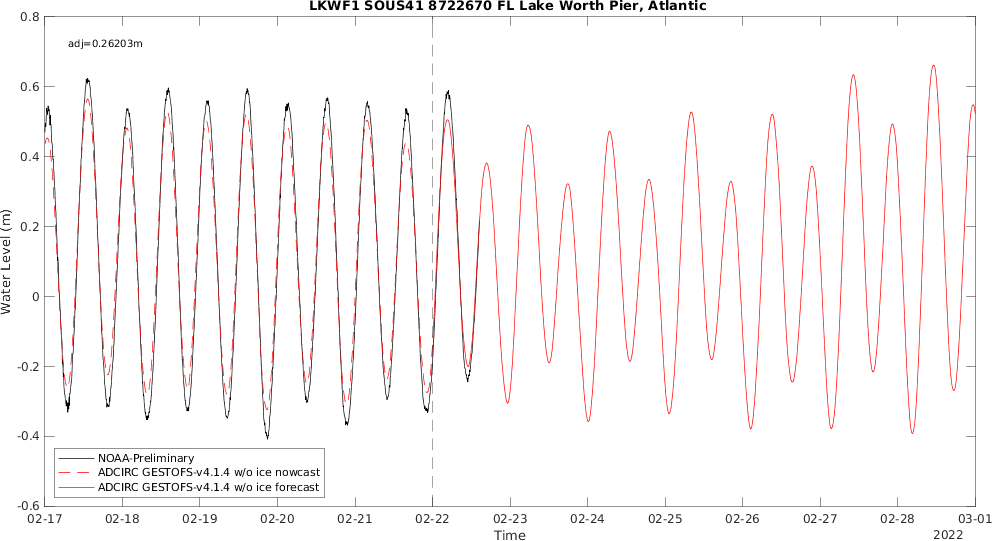 LKWF1 SOUS41 8722670 FL Lake Worth Pier, Atlantic
adj=0.26203m
0.8
0.6
0.4
0.2
0
-0.2
-0.4
-0.6
Water Level (m)
NOAA-Preliminary
ADCIRC GESTOFS-v4.1.4 w/o ice nowcast
ADCIRC GESTOFS-v4.1.4 w/o ice forecast
02-17 02-18 02-19 02-20 02-21 02-22 02-23 02-24 02-25 02-26 02-27 02-28 03-01
Time
2022